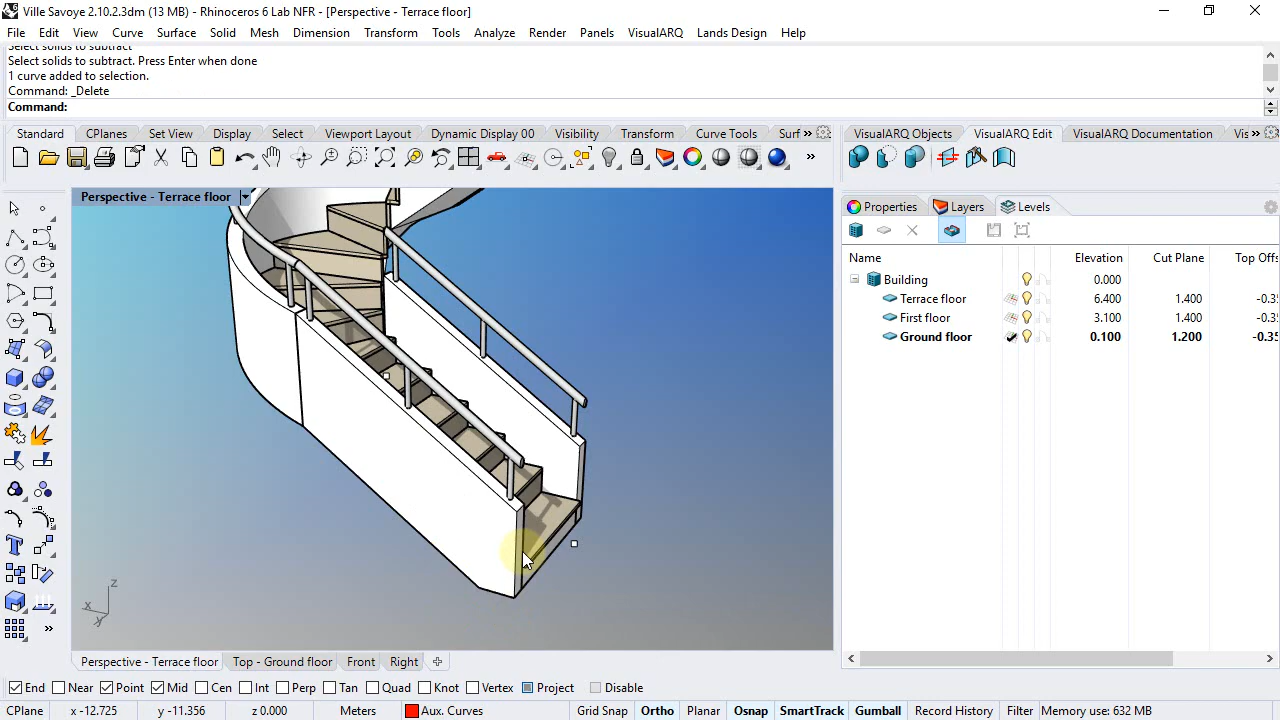 Ville Savoye 2.10.2.3dm (13 MB) - Rhinoceros 6 Lab NFR - [Perspective - Terrace floor]
File Edit View Curve Surface Solid Mesh Dimension Transform Tools Analyze Render Panels VisualARQ Lands Design Help
Select solids to subtract
Select solids to subtract. Press Enter when done
1 curve added to selection.
Command: _Delete
Command:
Standard CPlanes Set View Display Select Viewport Layout Dynamic Display 00 Visibility Transform Curve Tools Surf »
VisualARQ Objects VisualARQ Edit VisualARQ Documentation Vis »
»
Perspective - Terrace floor
Properties Layers Levels
Name Elevation Cut Plane Top Offs
Building 0.000
Terrace floor 6.400 1.400 -0.3
First floor 3.100 1.400 -0.3
Ground floor 0.100 1.200 -0.35
z
x
y
»
Perspective - Terrace floor Top - Ground floor Front Right
End Near Point Mid Cen Int Perp Tan Quad Knot Vertex Project Disable
CPlane x -12.725 y -11.356 z 0.000 Meters Aux. Curves Grid Snap Ortho Planar Osnap SmartTrack Gumball Record History Filter Memory use: 632 MB